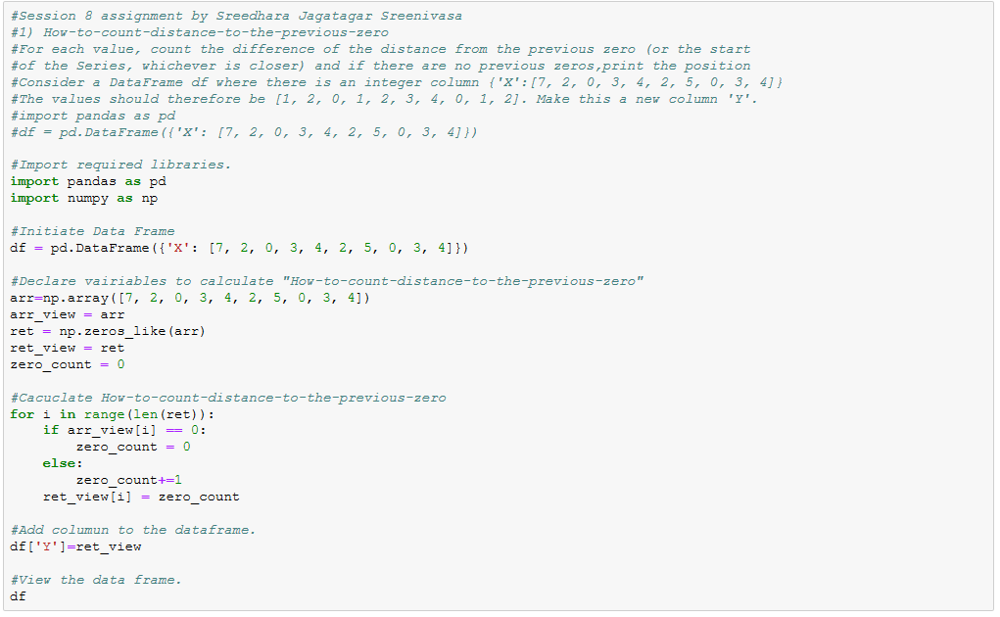 #Session 8 assignment by Sreedhara Jagatagar Sreenivasa
#1) How-to-count-distance-to-the-previous-zero
#For each value, count the difference of the distance from the previous zero (or the start
#of the Series, whichever is closer) and if there are no previous zeros,print the position
#Consider a DataFrame df where there is an integer column {'X':[7, 2, 0, 3, 4, 2, 5, 0, 3, 4]}
#The values should therefore be [1, 2, 0, 1, 2, 3, 4, 0, 1, 2]. Make this a new column 'Y'.
#import pandas as pd
#df = pd.DataFrame({'X': [7, 2, 0, 3, 4, 2, 5, 0, 3, 4]})

#Import required libraries.
import pandas as pd
import numpy as np

#Initiate Data Frame
df = pd.DataFrame({'X': [7, 2, 0, 3, 4, 2, 5, 0, 3, 4]})

#Declare vairiables to calculate "How-to-count-distance-to-the-previous-zero"
arr=np.array([7, 2, 0, 3, 4, 2, 5, 0, 3, 4])
arr_view = arr
ret = np.zeros_like(arr)
ret_view = ret
zero_count = 0

#Cacuclate How-to-count-distance-to-the-previous-zero
for i in range(len(ret)):
    if arr_view[i] == 0:
        zero_count = 0
    else:
        zero_count+=1
    ret_view[i] = zero_count

#Add columun to the dataframe.
df['Y']=ret_view

#View the data frame.
df